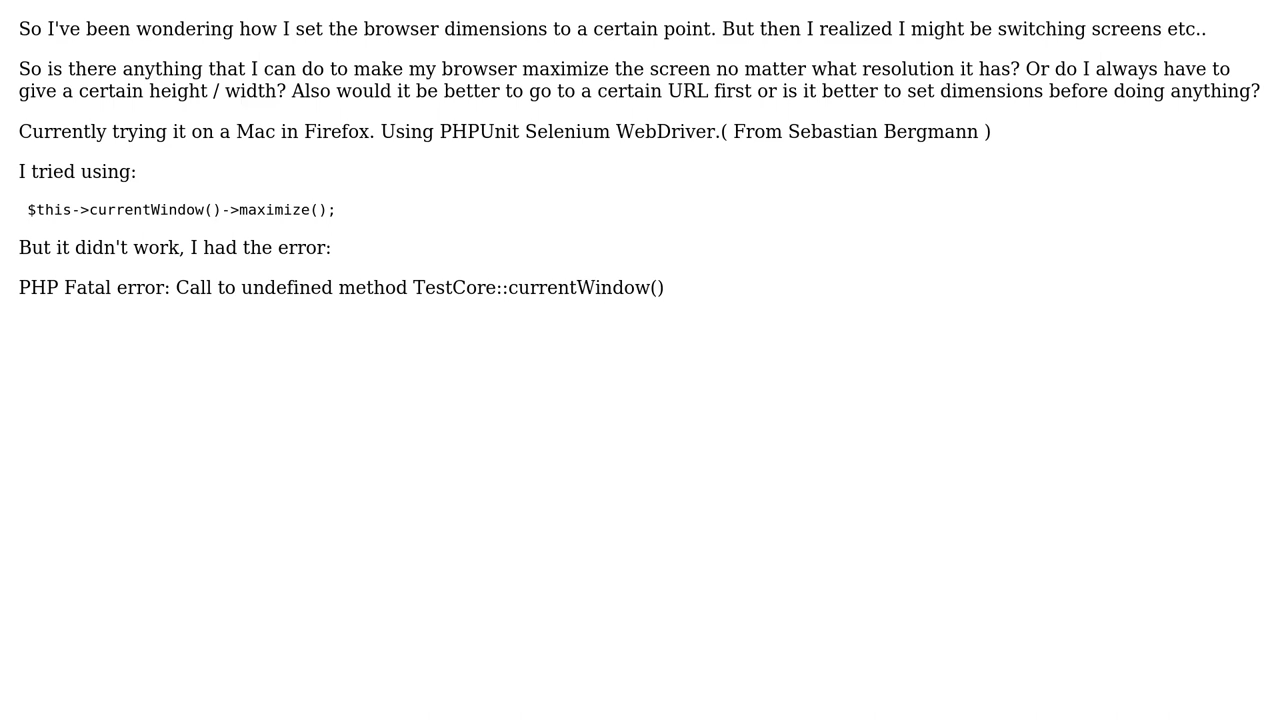 So I've been wondering how I set the browser dimensions to a certain point. But then I realized I might be switching screens etc..
So is there anything that I can do to make my browser maximize the screen no matter what resolution it has? Or do I always have to
give a certain height / width? Also would it be better to go to a certain URL first or is it better to set dimensions before doing anything?
Currently trying it on a Mac in Firefox. Using PHPUnit Selenium WebDriver.( From Sebastian Bergmann )
I tried using:
$this->currentWindow()->maximize();
But it didn't work, I had the error:
PHP Fatal error: Call to undefined method TestCore::currentWindow()